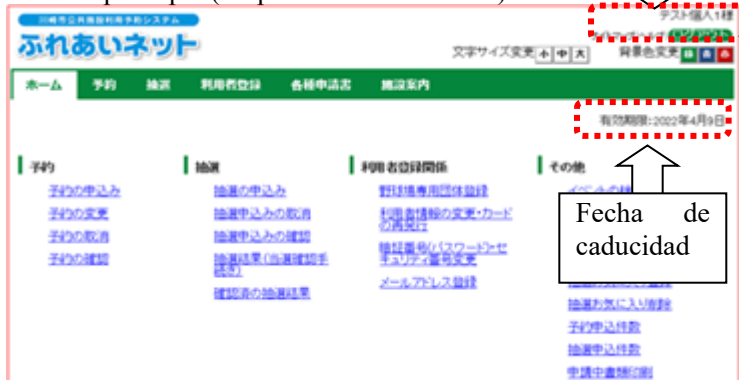 川崎市公共施設利用予約システム
ふれあいネット
テスト個人1様
文字サイズ変更 小 中 大 背景色変更
ホーム 予約 抽選 利用者登録 各種申請書 施設案内
有効期限:2022年4月9日
予約
予約の申込み
予約の変更
予約の取消
予約の確認
抽選
抽選の申込み
抽選申込みの取消
抽選申込みの確認
抽選結果(当選確認手続き)
確認済の抽選結果
利用者登録関係
野球場専用団体登録
利用者情報の変更・カードの再発行
暗証番号(パスワード)・セキュリティ番号変更
メールアドレス登録
その他
Fecha de
caducidad
抽選お気に入り削除
予約申込件数
抽選申込件数
申請中書類印刷